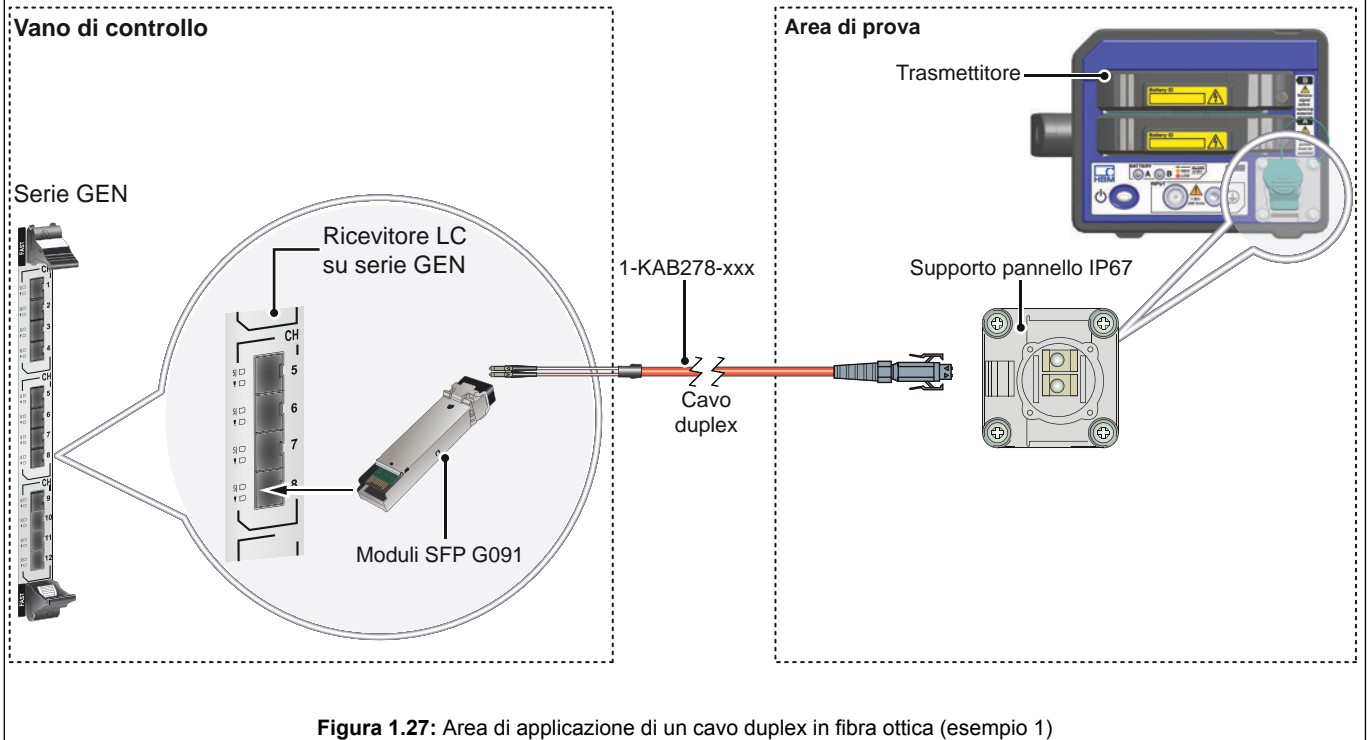 Vano di controllo
Area di prova
Trasmettitore
Battery ID
Battery ID
B
A
HBM
BATTERY
A B
INPUT
Serie GEN
Ricevitore LC
su serie GEN
1-KAB278-xxx
Supporto pannello IP67
Cavo
duplex
Moduli SFP G091
FAST
CH
1
2
3
4
CH
5
6
7
8
CH
9
10
11
12
FAST
CH
5
6
7
8
Figura 1.27: Area di applicazione di un cavo duplex in fibra ottica (esempio 1)